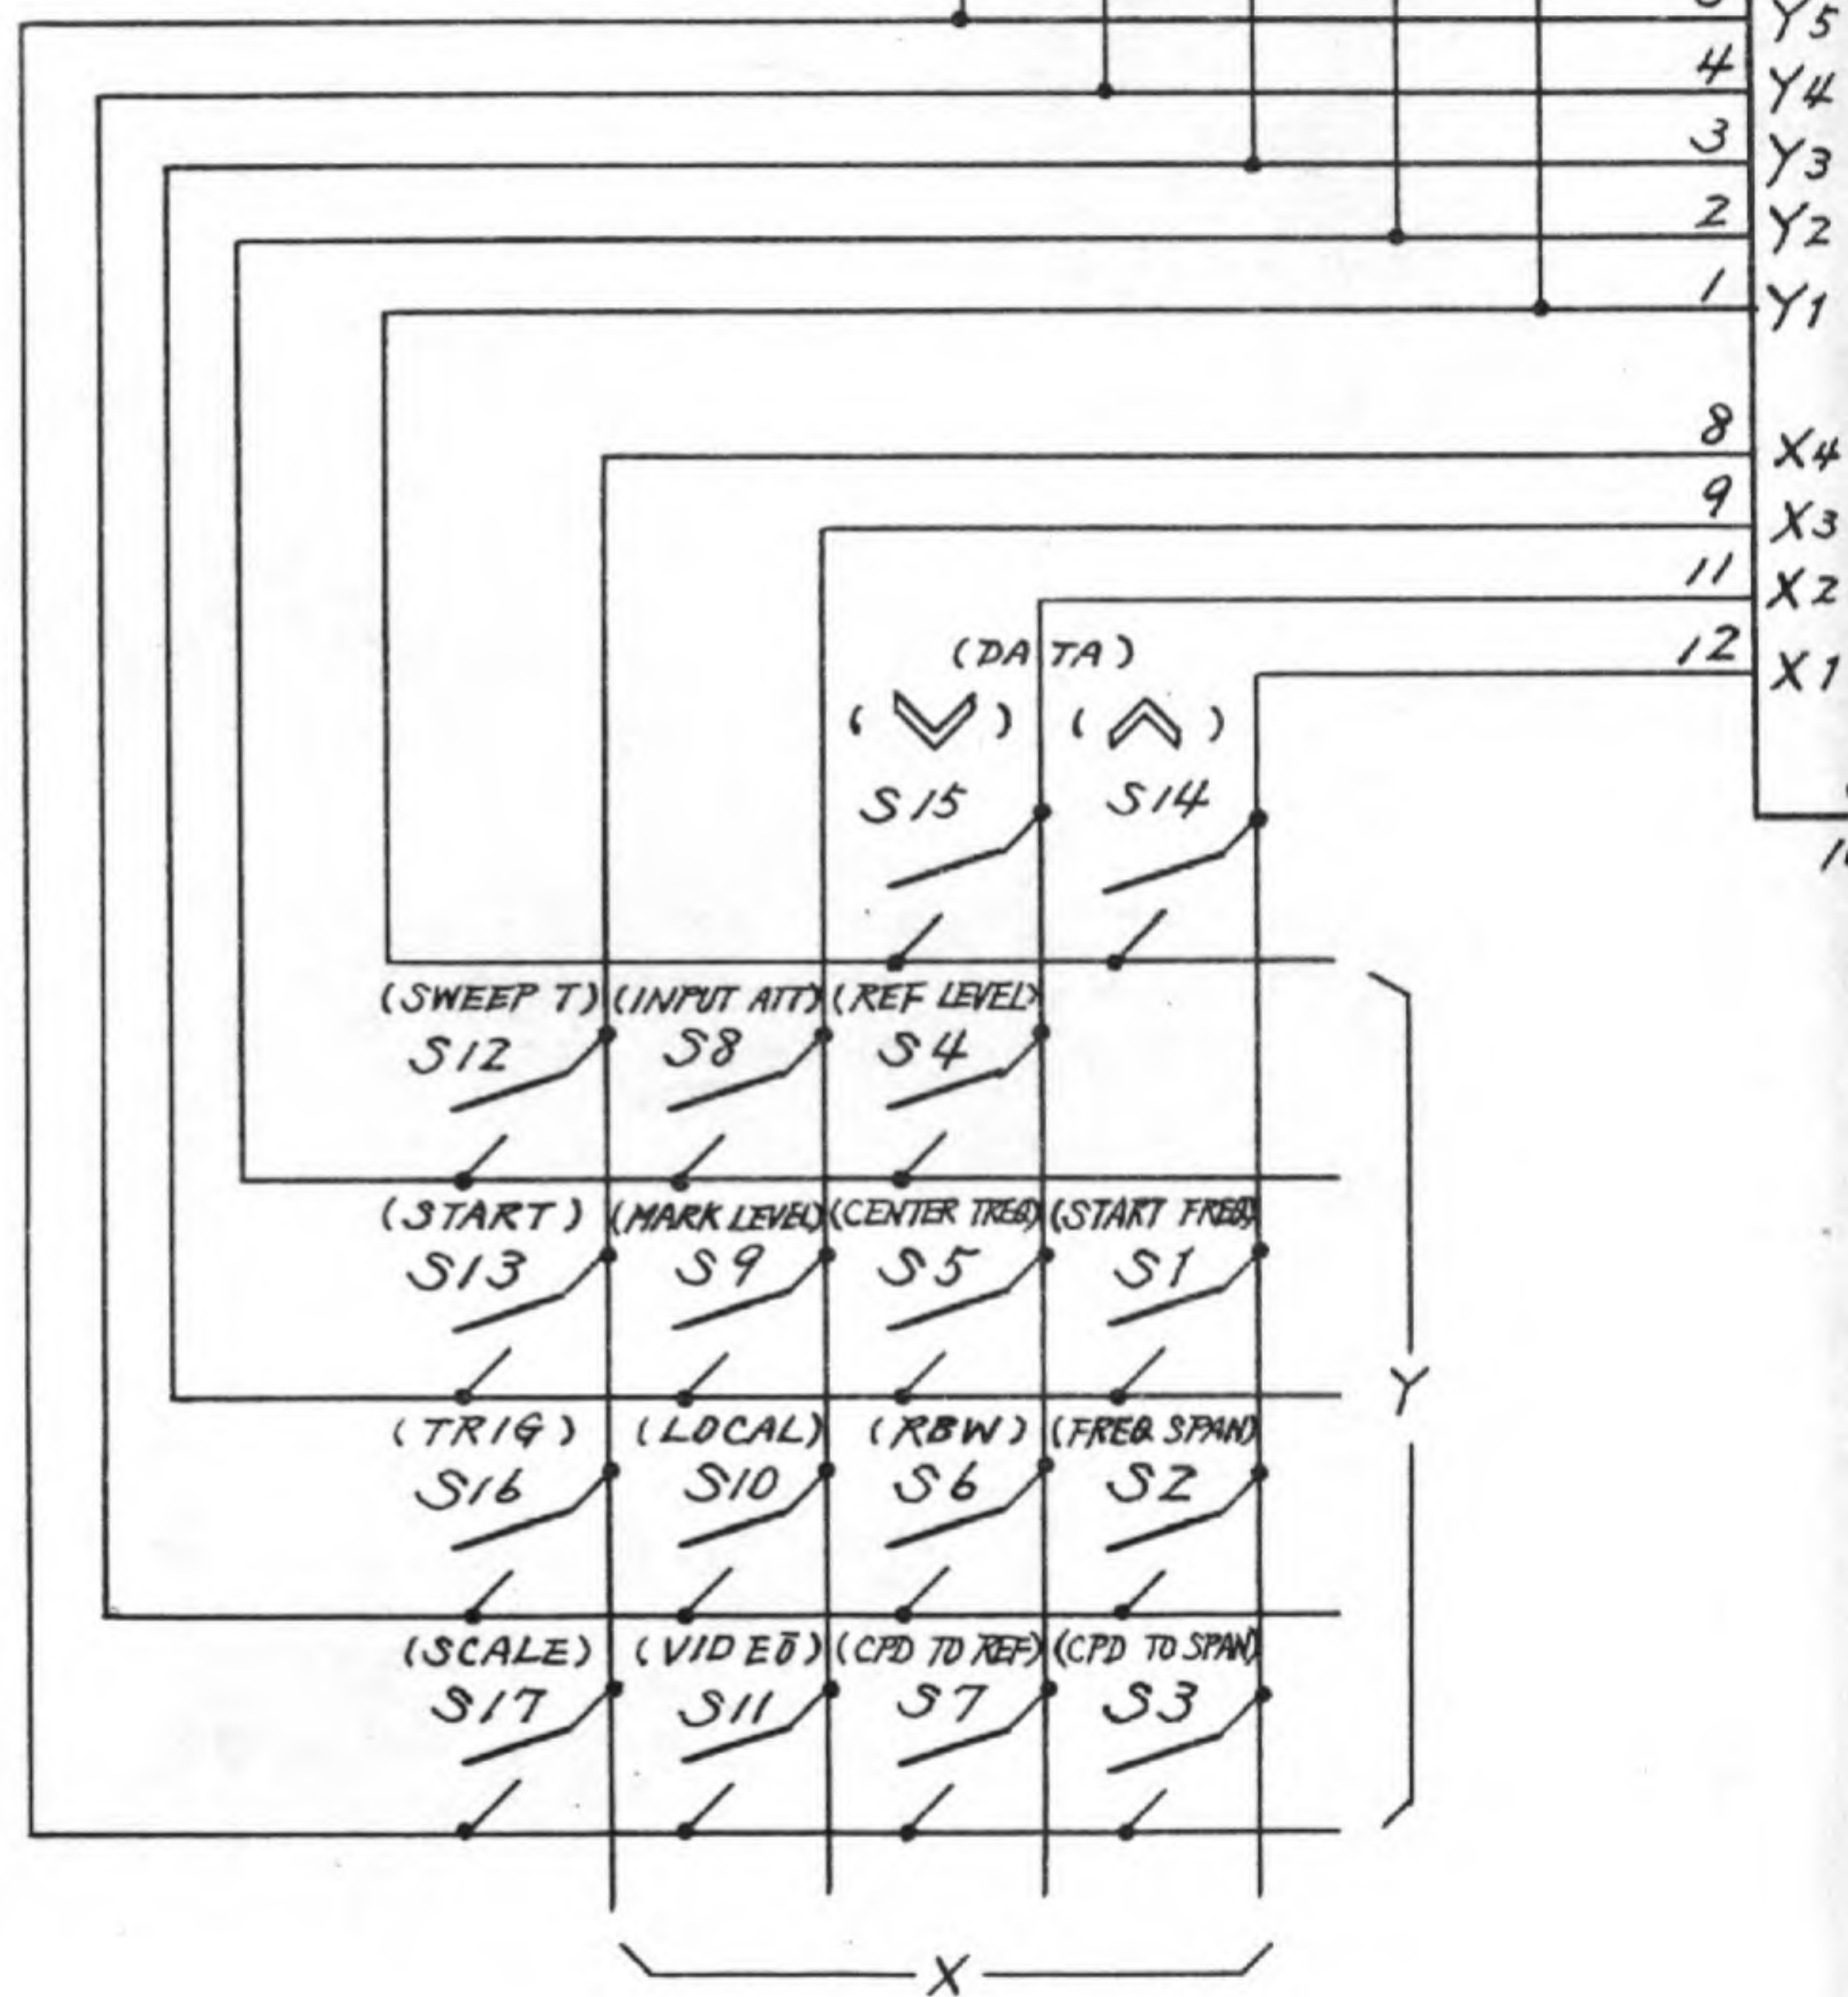 Y5
4 Y4
3 Y3
2 Y2
1 Y1
8 X4
9 X3
11 X2
(DATA)
12 X1
( ) ( )
S15 S14
(SWEEP T) (INPUT ATT) (REF LEVEL)
S12 S8 S4
(START) (MARK LEVEL) (CENTER TREQ) (START FREQ)
S13 S9 S5 S1
Y
(TRIG) (LOCAL) (RBW) (FREQ SPAN)
S16 S10 S6 S2
(SCALE) (VIDEO) (CPD TO REF) (CPD TO SPAN)
S17 S11 S7 S3
X